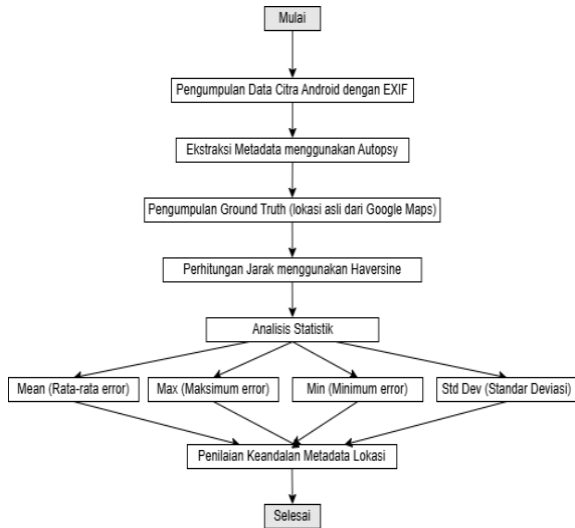 Mulai
Pengumpulan Data Citra Android dengan EXIF
Ekstraksi Metadata menggunakan Autopsy
Pengumpulan Ground Truth (lokasi asli dari Google Maps)
Perhitungan Jarak menggunakan Haversine
Analisis Statistik
Mean (Rata-rata error)
Max (Maksimum error)
Min (Minimum error)
Std Dev (Standar Deviasi)
Penilaian Keandalan Metadata Lokasi
Selesai